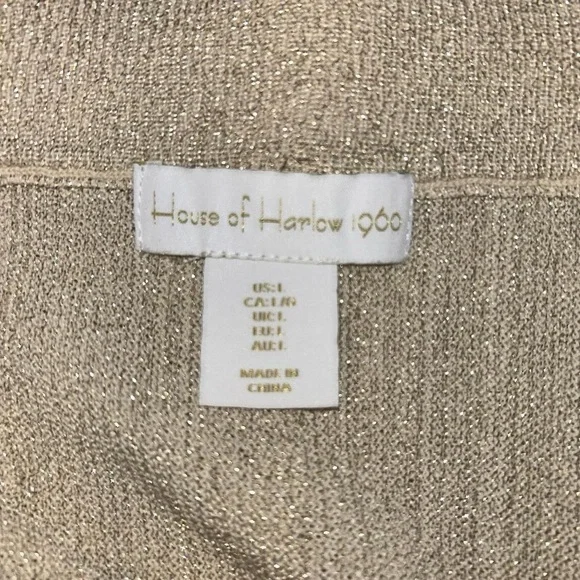 House of Harlow 1960
US: L
CA: L/G
UK: L
EU: L
AU: L
MADE IN
CHINA